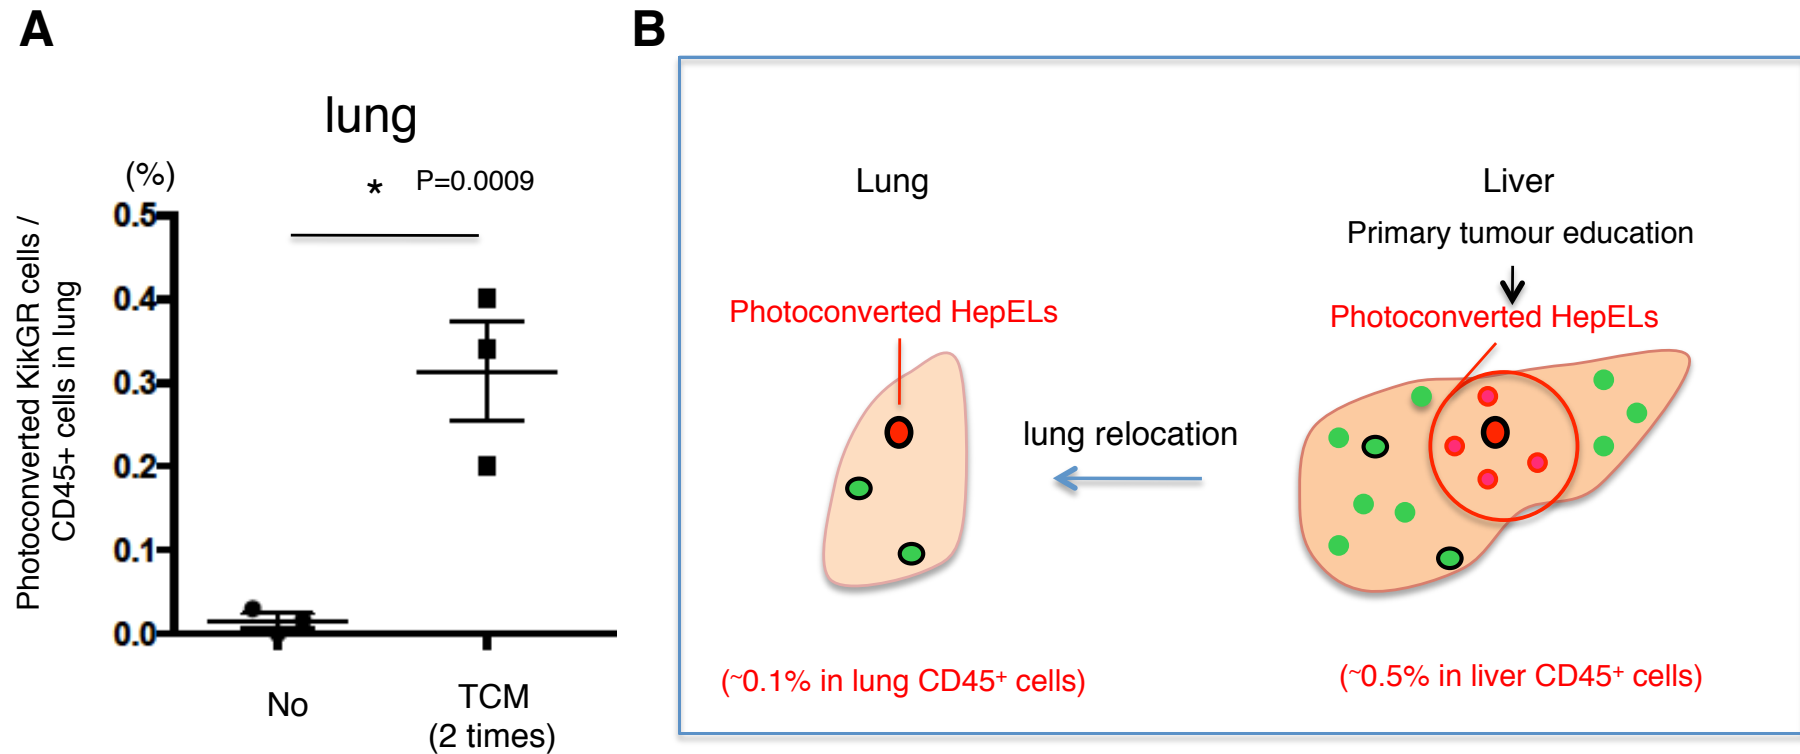 A
lung
(%)
* P=0.0009
Photoconverted KikGR cells /
CD45+ cells in lung
0.5
0.4
0.3
0.2
0.1
0.0
No
TCM
(2 times)
B
Lung
Liver
Primary tumour education
Photoconverted HepELs
Photoconverted HepELs
lung relocation
(~0.1% in lung CD45⁺ cells)
(~0.5% in liver CD45⁺ cells)